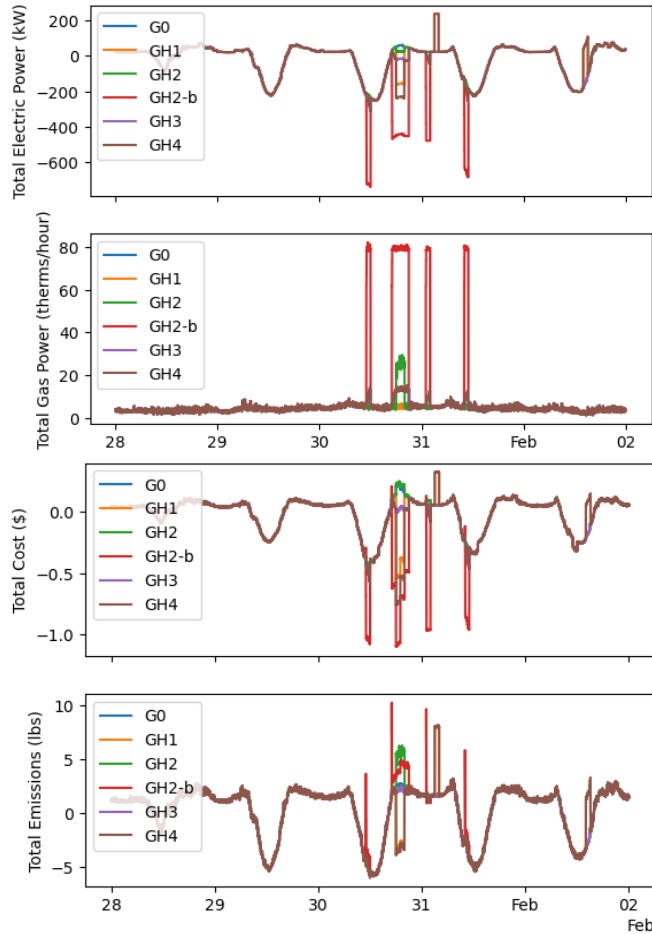 Total Electric Power (kW)
200
0
−200
−400
−600
G0
GH1
GH2
GH2-b
GH3
GH4
Total Gas Power (therms/hour)
80
60
40
20
0
G0
GH1
GH2
GH2-b
GH3
GH4
28
29
30
31
Feb
02
Total Cost ($)
0.0
−0.5
−1.0
G0
GH1
GH2
GH2-b
GH3
GH4
Total Emissions (lbs)
10
5
0
−5
G0
GH1
GH2
GH2-b
GH3
GH4
28
29
30
31
Feb
02
Feb